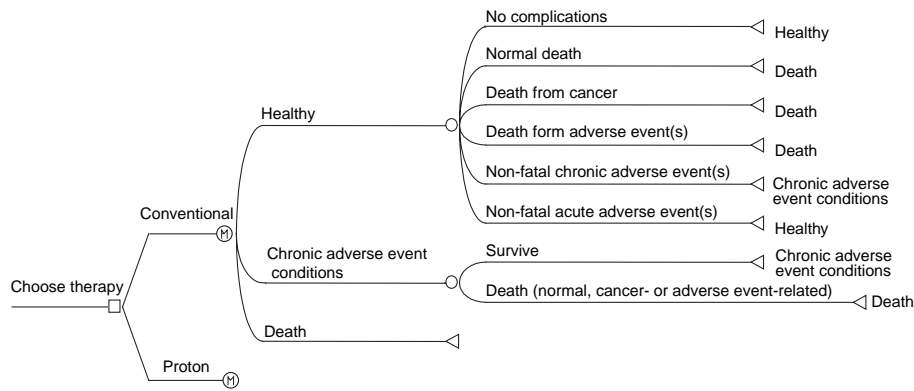 No complications
Healthy
Normal death
Death
Death from cancer
Death
Healthy
Death form adverse event(s)
Death
Non-fatal chronic adverse event(s)
Chronic adverse
event conditions
Non-fatal acute adverse event(s)
Healthy
Conventional
M
Chronic adverse event
conditions
Survive
Chronic adverse
event conditions
Death (normal, cancer- or adverse event-related)
Death
Choose therapy
Death
Proton
M